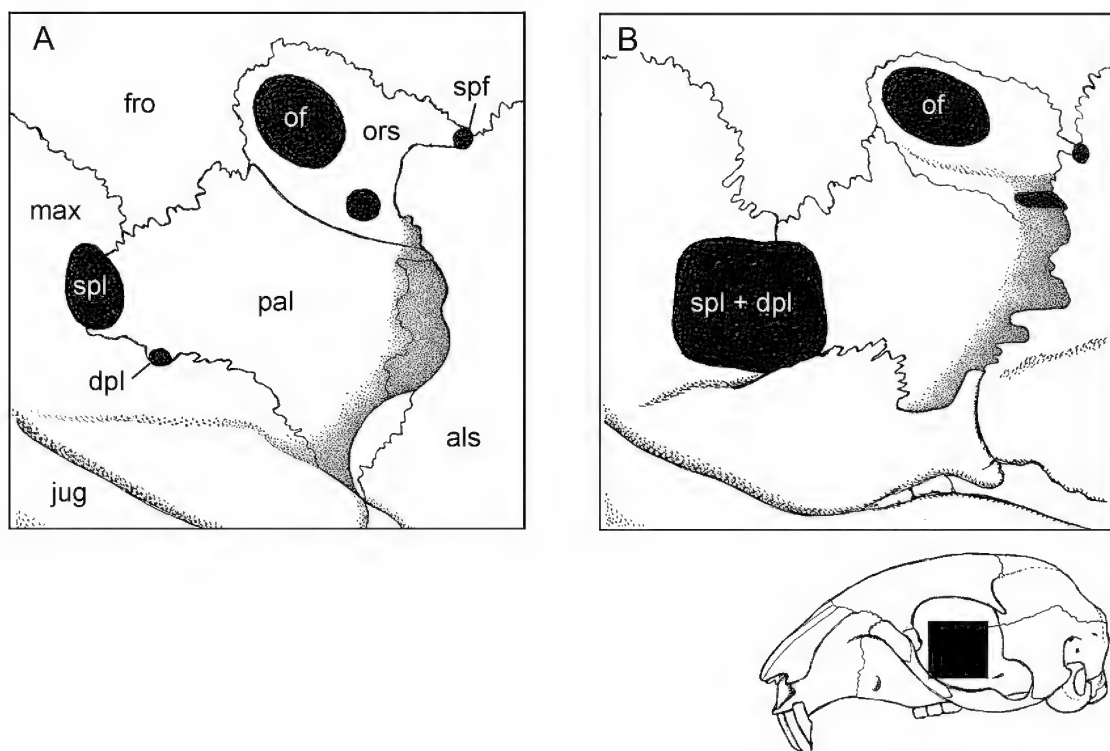 A
fro
of
ors
spf
max
spl
pal
dpl
als
jug
B
of
spl + dpl